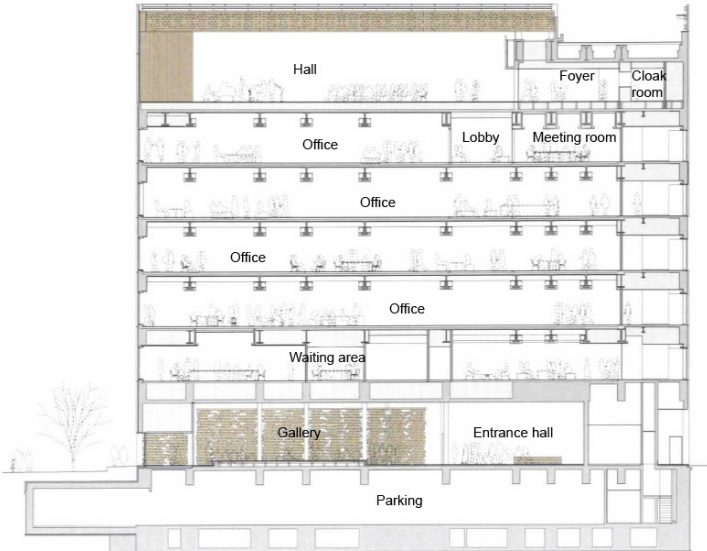 Hall
Foyer
Cloak
room
Office
Lobby
Meeting room
Office
Office
Office
Waiting area
Gallery
Entrance hall
Parking